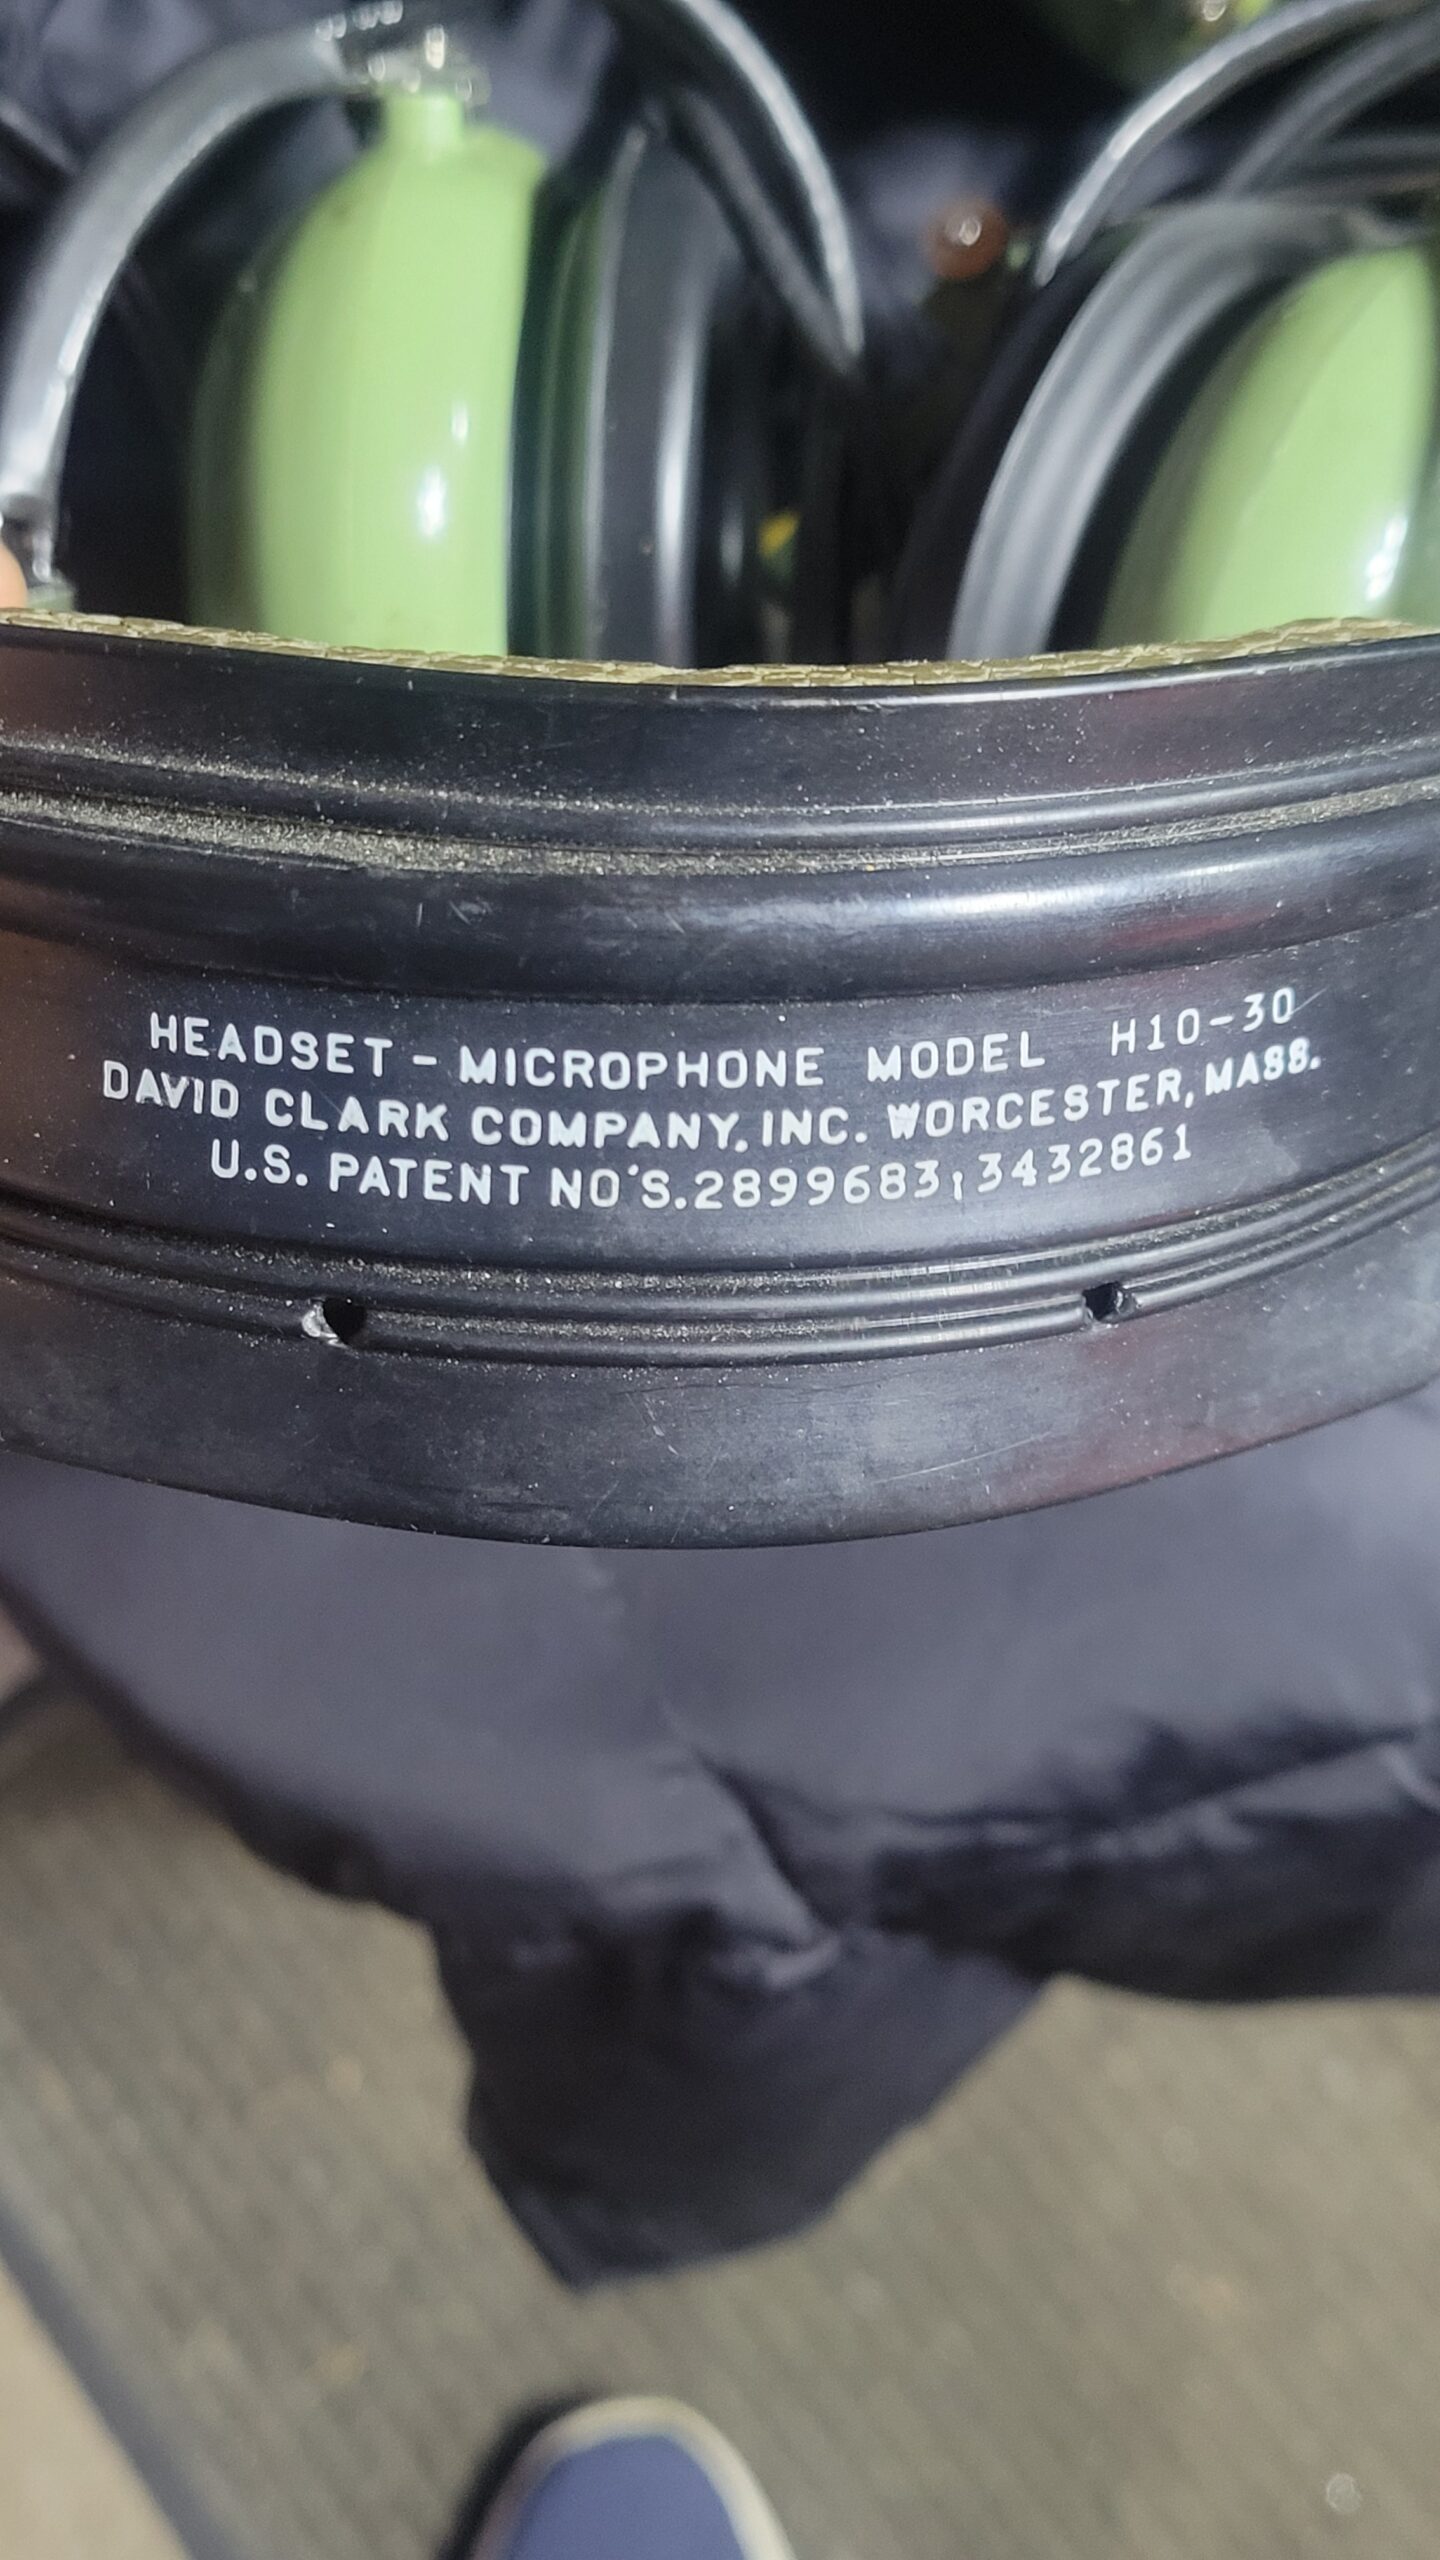 HEADSET - MICROPHONE MODEL H10-30
DAVID CLARK COMPANY, INC. WORCESTER, MASS.
U.S. PATENT NO'S. 2899683; 3432861